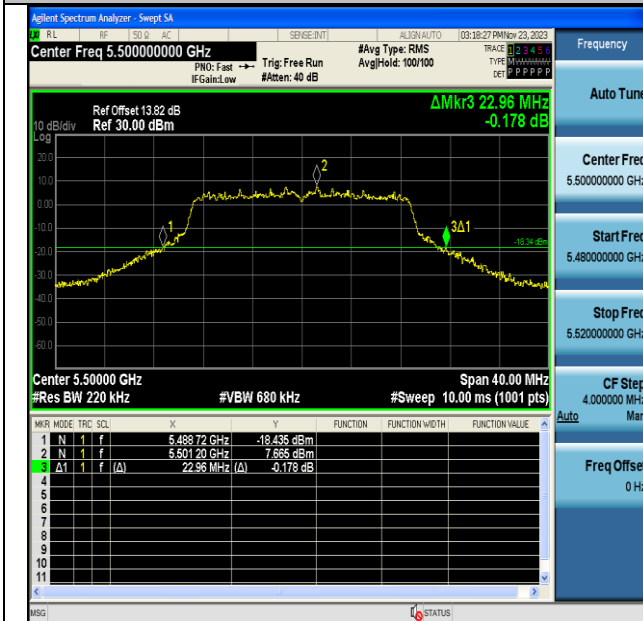 Agilent Spectrum Analyzer - Swept SA
LXI RL RF 50 Ω AC SENSE:INT ALIGN AUTO 03:18:27 PM Nov 23, 2023
Center Freq 5.500000000 GHz #Avg Type: RMS TRACE 1 2 3 4 5 6
PNO: Fast Trig: Free Run Avg|Hold: 100/100 TYPE M
IFGain:Low #Atten: 40 dB DET P P P P P
Frequency
Auto Tune
Ref Offset 13.82 dB ΔMkr3 22.96 MHz
10 dB/div Ref 30.00 dBm -0.178 dB
Log
20.0
10.0
0.00
-10.0
-20.0
-30.0
-40.0
-50.0
-60.0
2
1
3Δ1
-18.34 dBm
Center 5.50000 GHz Span 40.00 MHz
#Res BW 220 kHz #VBW 680 kHz #Sweep 10.00 ms (1001 pts)
Center Freq
5.500000000 GHz
Start Freq
5.480000000 GHz
Stop Freq
5.520000000 GHz
CF Step
4.000000 MHz
Auto Man
Freq Offset
0 Hz
MKR MODE TRC SCL X Y FUNCTION FUNCTION WIDTH FUNCTION VALUE
1 N 1 f 5.488 72 GHz -18.435 dBm
2 N 1 f 5.501 20 GHz 7.665 dBm
3 Δ1 1 f (Δ) 22.96 MHz (Δ) -0.178 dB
4
5
6
7
8
9
10
11
MSG STATUS